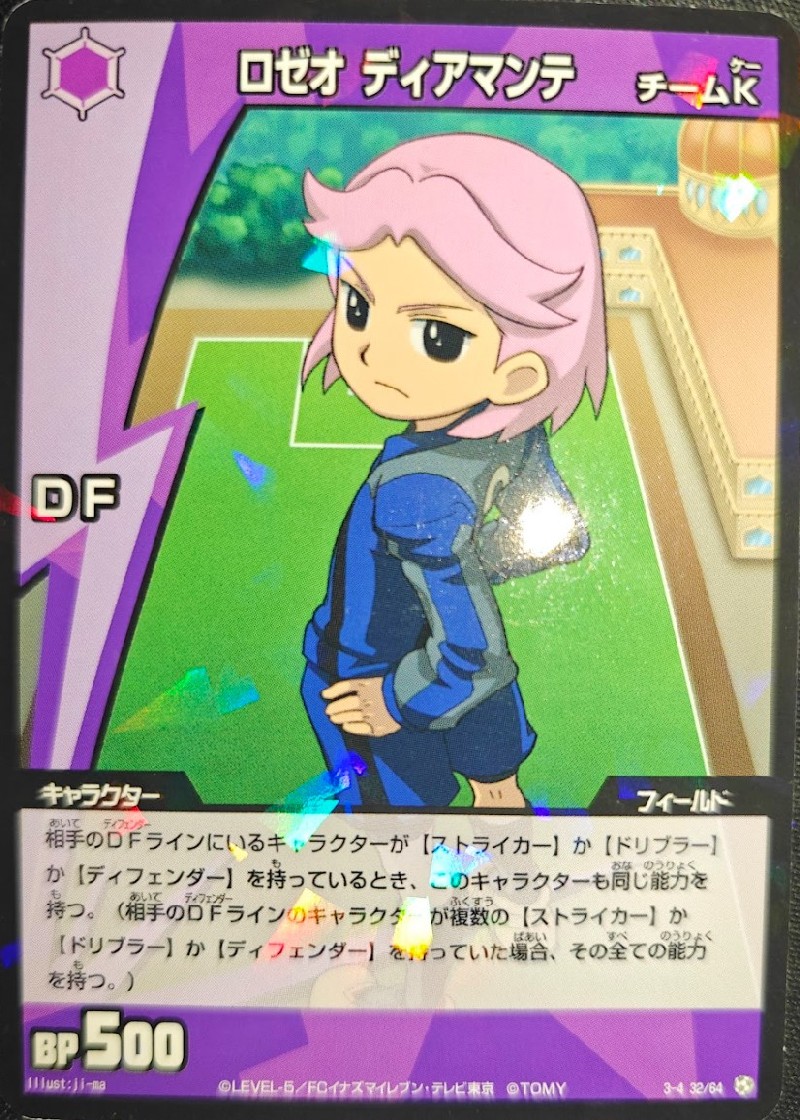 ロゼオ ディアマンテ
チームK
ケー
DF
キャラクター
フィールド
あいて ディフェンダー
相手のDFラインにいるキャラクターが【ストライカー】か【ドリブラー】
も おな のうりょく
か【ディフェンダー】を持っているとき、このキャラクターも同じ能力を
も あいて ディフェンダー ふくすう
持つ。(相手のDFラインのキャラクターが複数の【ストライカー】か
も ばあい すべ のうりょく
【ドリブラー】か【ディフェンダー】を持っていた場合、その全ての能力
も
を持つ。)
BP500
Illust:ji-ma
©LEVEL-5/FCイナズマイレブン・テレビ東京 ©TOMY
3-4 32/64